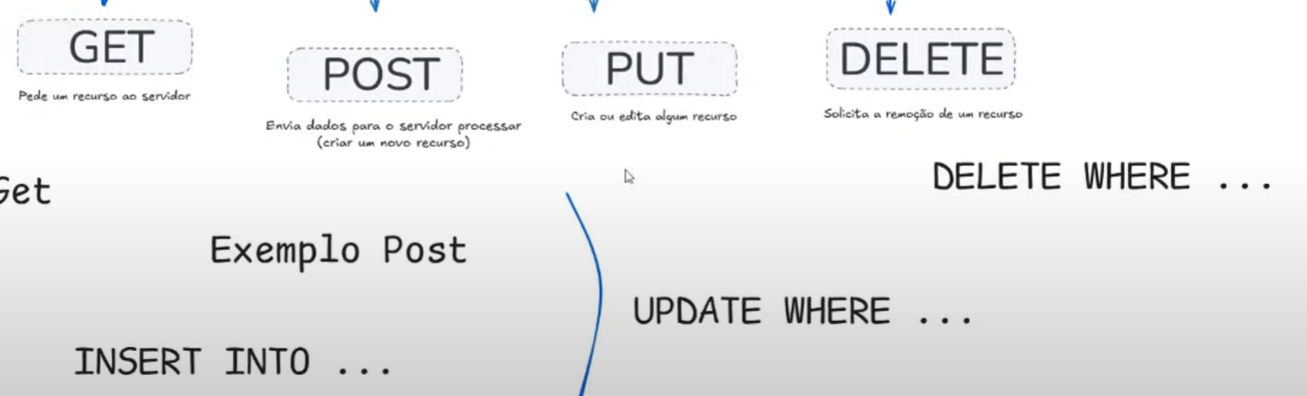 GET
Pede um recurso ao servidor
POST
Envia dados para o servidor processar
(criar um novo recurso)
PUT
Cria ou edita algum recurso
DELETE
Solicita a remoção de um recurso
Get
Exemplo Post
INSERT INTO ...
UPDATE WHERE ...
DELETE WHERE ...